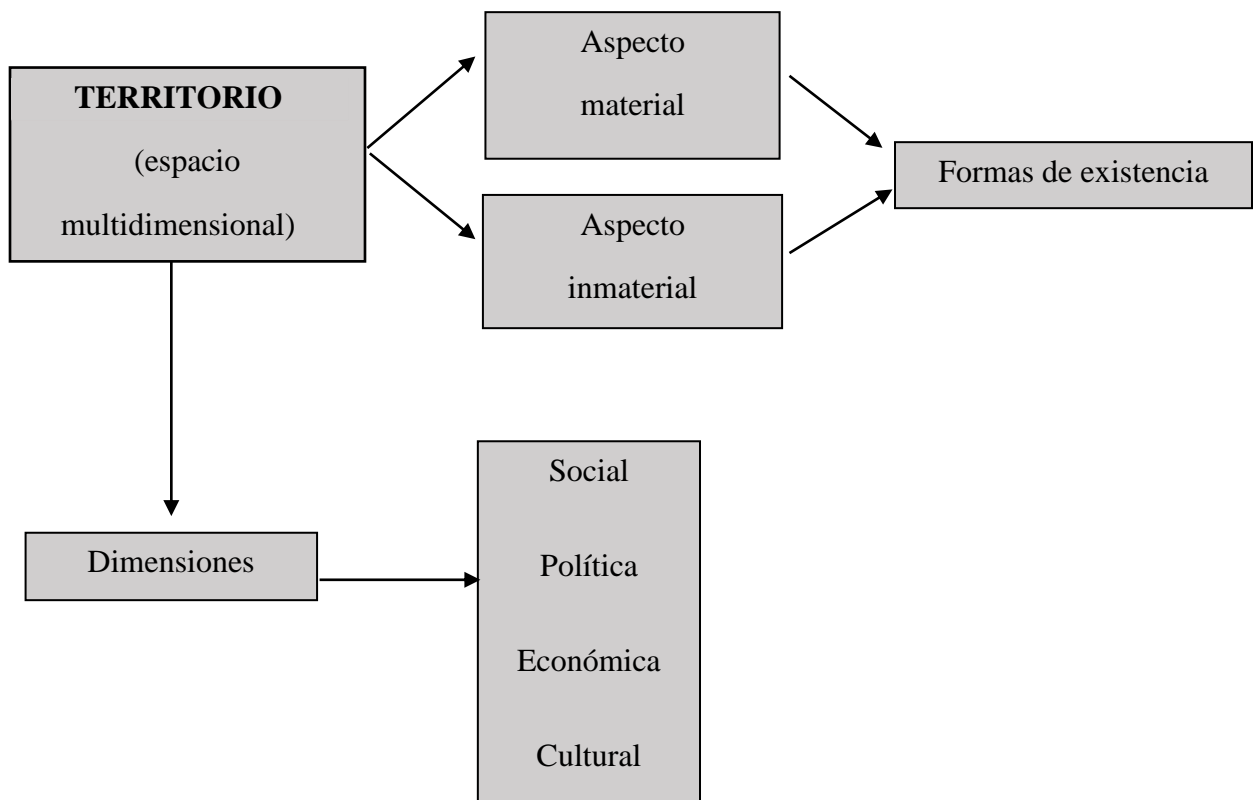 TERRITORIO
(espacio
multidimensional)
Aspecto
material
Aspecto
inmaterial
Formas de existencia
Dimensiones
Social
Política
Económica
Cultural